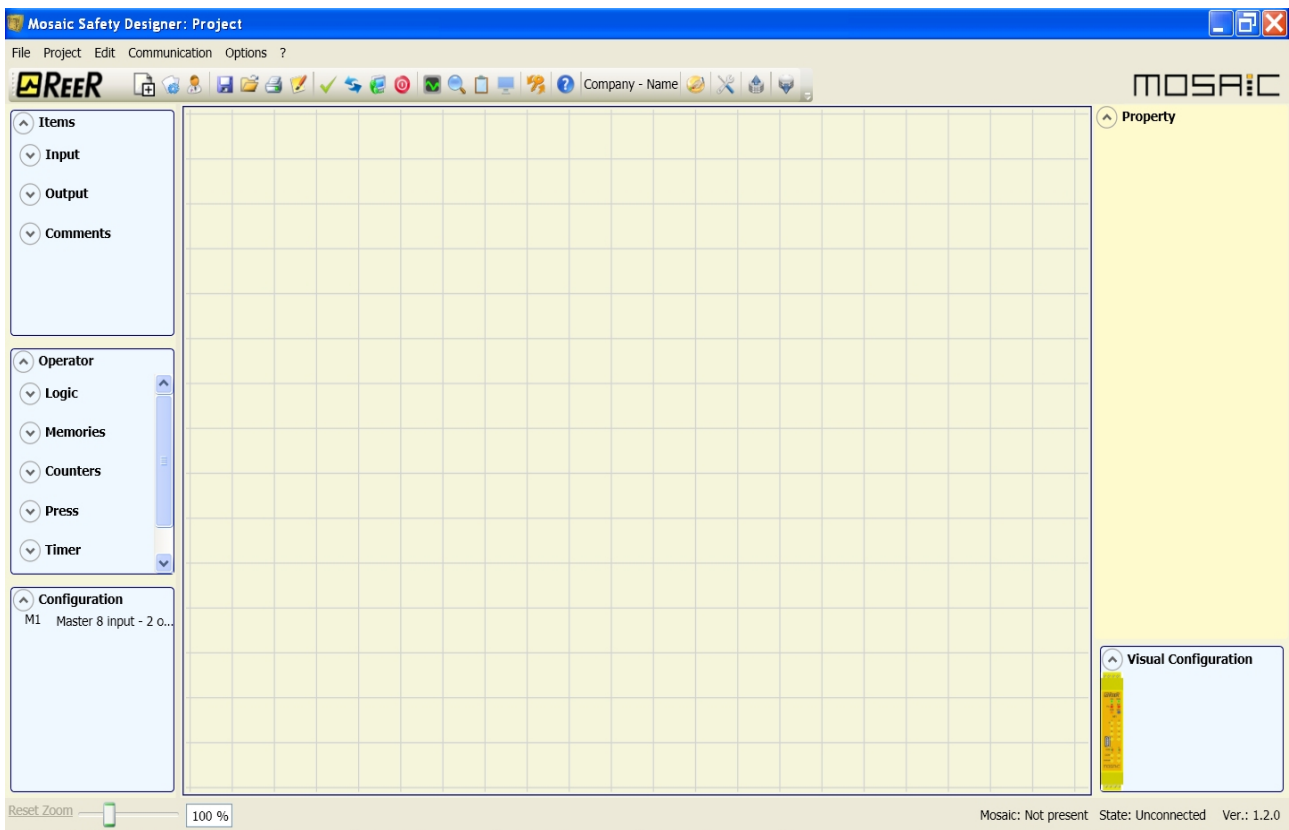 Mosaic Safety Designer: Project
File Project Edit Communication Options ?
REER
Company - Name
MOSAIC
Items
Input
Output
Comments
Operator
Logic
Memories
Counters
Press
Timer
Configuration
M1 Master 8 input - 2 o...
Property
Visual Configuration
Reset Zoom
100 %
Mosaic: Not present State: Unconnected Ver.: 1.2.0